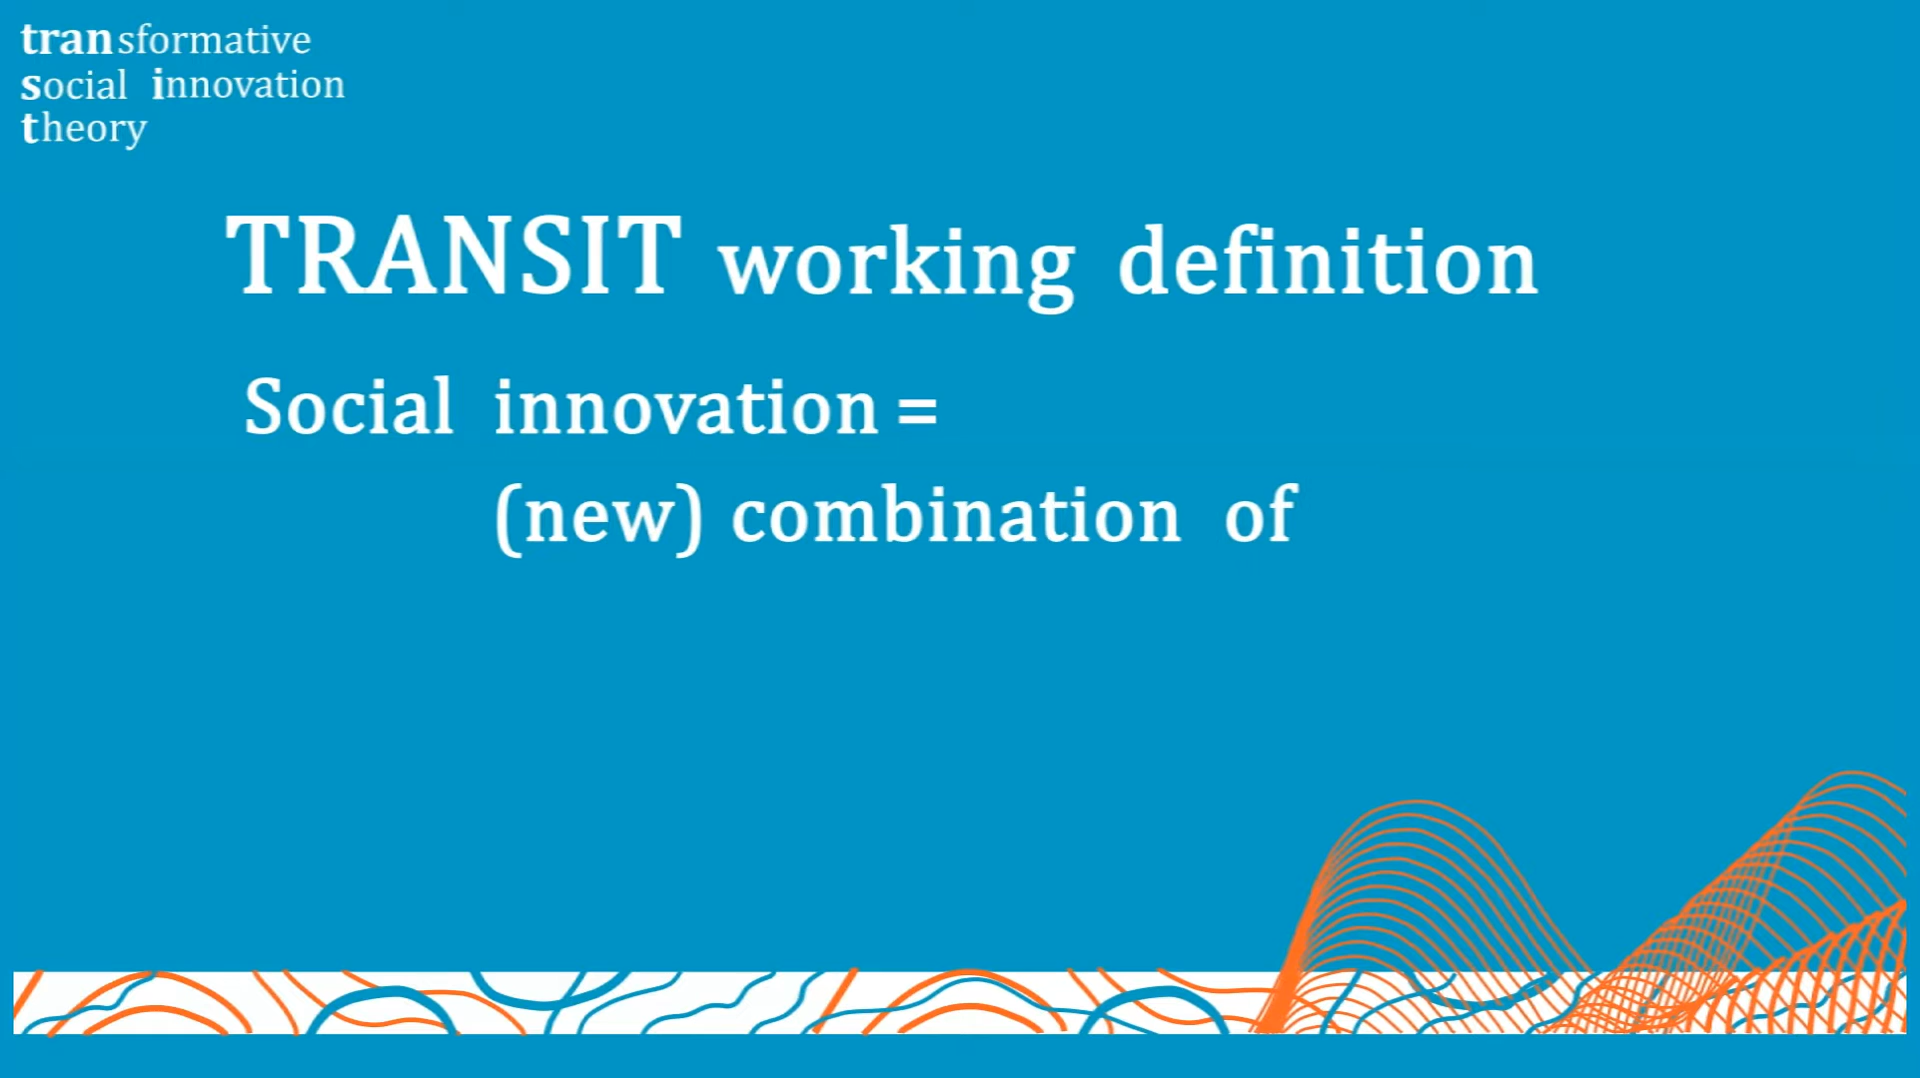 transformative
social innovation
theory
TRANSIT working definition
Social innovation =
(new) combination of